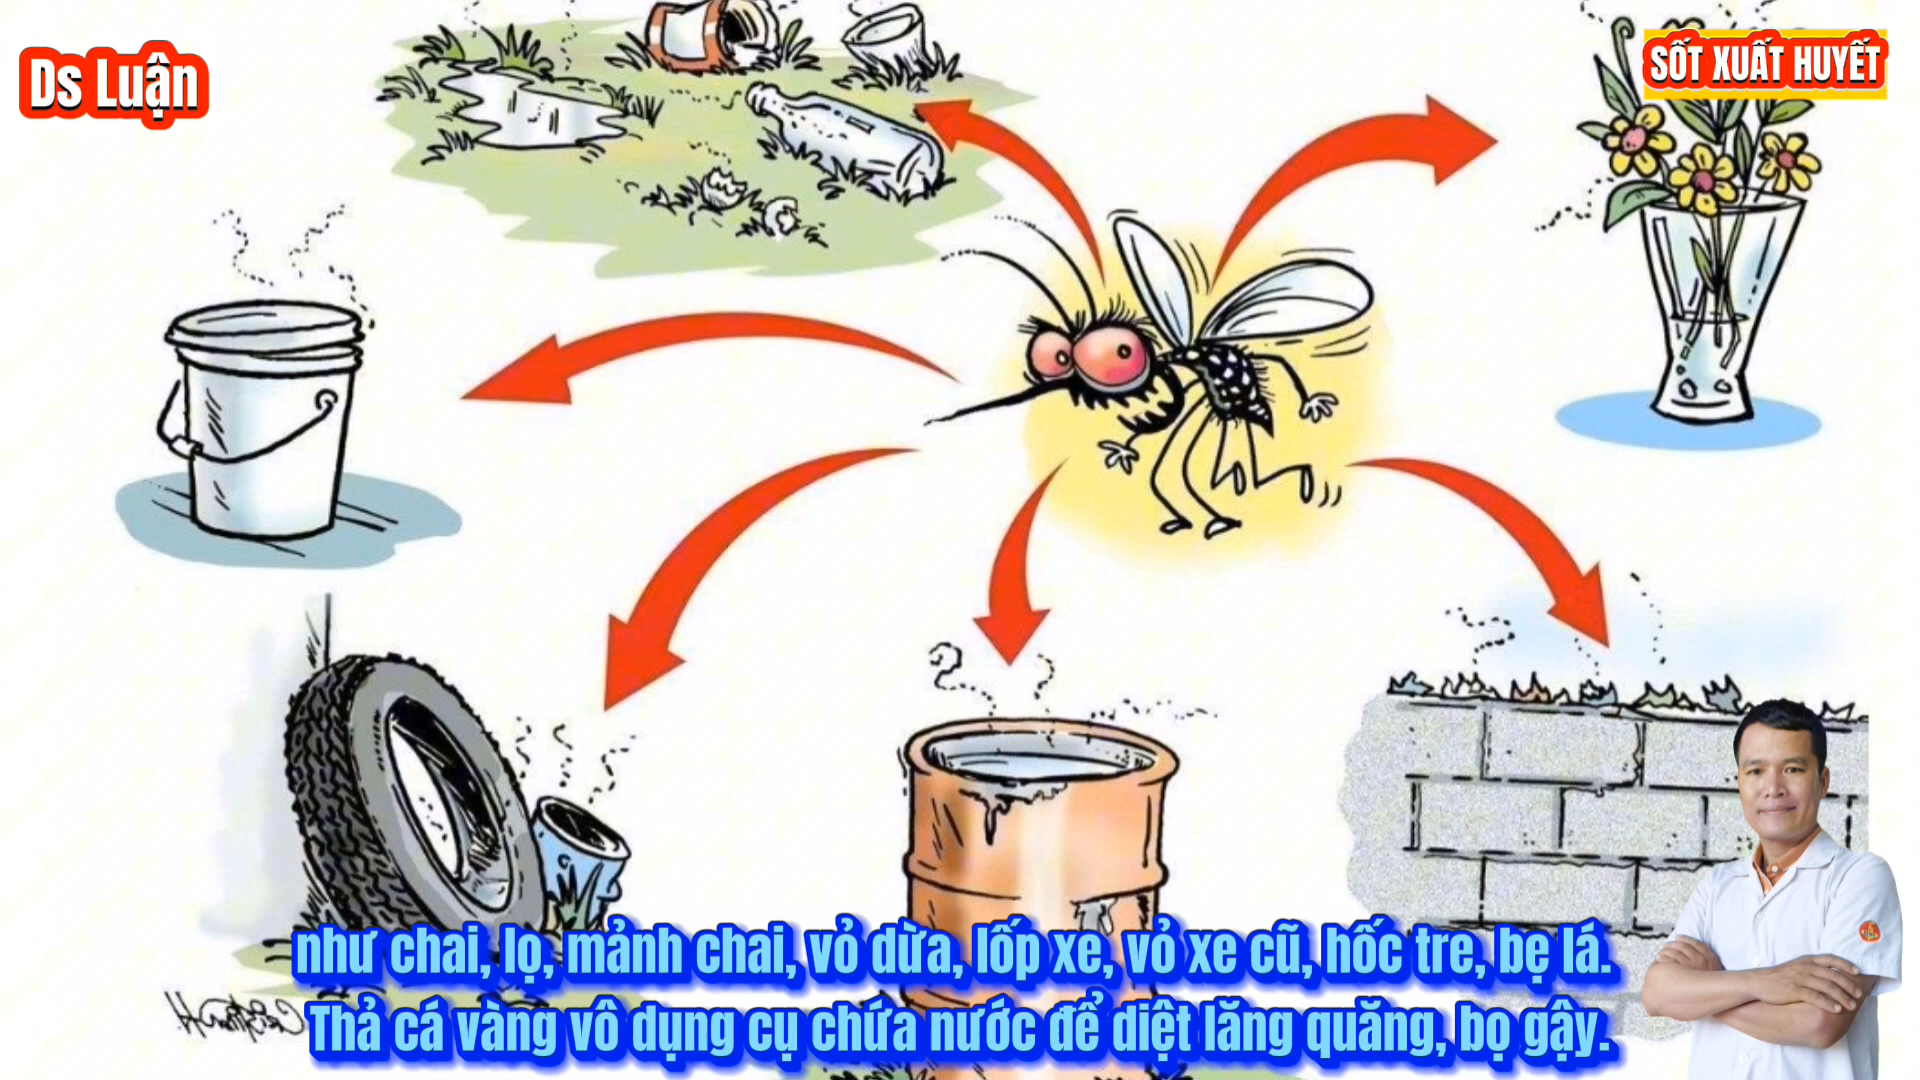 Ds Luận
SỐT XUẤT HUYẾT
như chai, lọ, mảnh chai, vỏ dừa, lốp xe, vỏ xe cũ, hốc tre, bẹ lá.
Thả cá vàng vô dụng cụ chứa nước để diệt lăng quăng, bọ gậy.